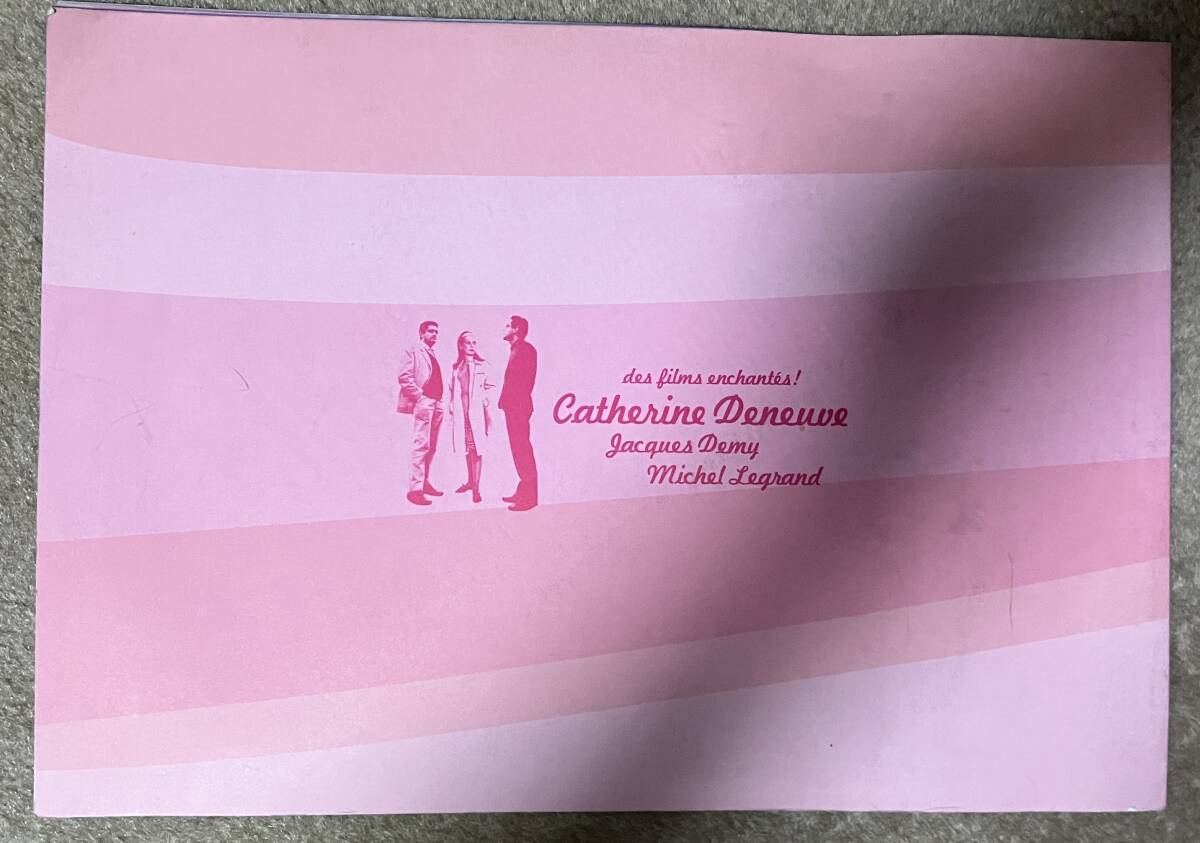 des films enchantés!
Catherine Deneuve
Jacques Demy
Michel Legrand